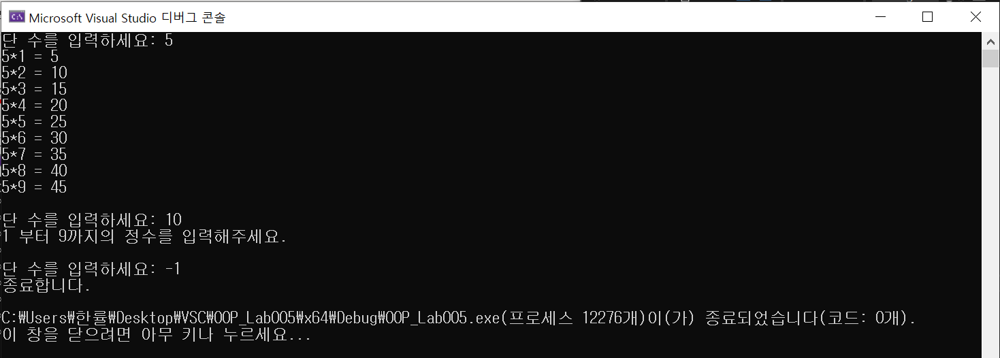 Microsoft Visual Studio 디버그 콘솔
단 수를 입력하세요: 5
5*1 = 5
5*2 = 10
5*3 = 15
5*4 = 20
5*5 = 25
5*6 = 30
5*7 = 35
5*8 = 40
5*9 = 45
단 수를 입력하세요: 10
1 부터 9까지의 정수를 입력해주세요.
단 수를 입력하세요: -1
종료합니다.
C:₩Users₩한률₩Desktop₩VSC₩OOP_Lab005₩x64₩Debug₩OOP_Lab005.exe(프로세스 12276개)이(가) 종료되었습니다(코드: 0개).
이 창을 닫으려면 아무 키나 누르세요...